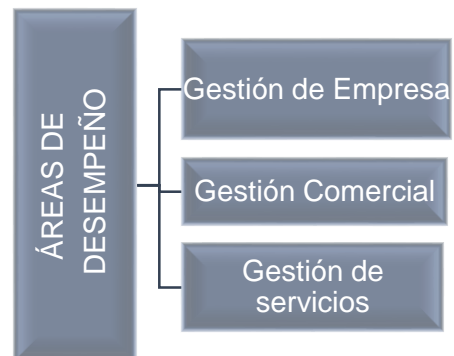 ÁREAS DE
DESEMPEÑO
Gestión de Empresa
Gestión Comercial
Gestión de
servicios